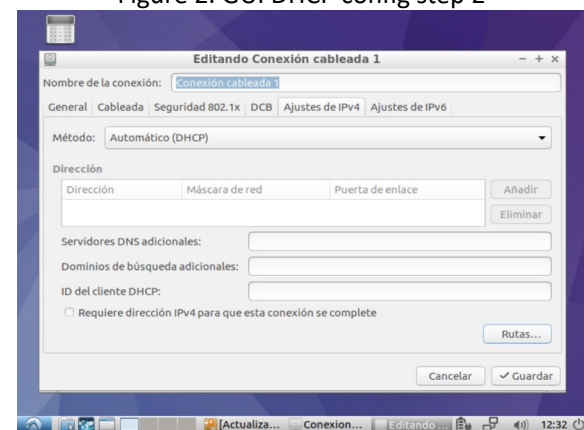 Figure 2. GUI DHCP config step 2
Editando Conexión cableada 1
Nombre de la conexión: Conexión cableada 1
General Cableada Seguridad 802.1x DCB Ajustes de IPv4 Ajustes de IPv6
Método: Automático (DHCP)
Dirección
Dirección Máscara de red Puerta de enlace Añadir
Eliminar
Servidores DNS adicionales:
Dominios de búsqueda adicionales:
ID del cliente DHCP:
Requiere dirección IPv4 para que esta conexión se complete
Rutas...
Cancelar Guardar
[Actualiza... Conexion... Editando ... 12:32